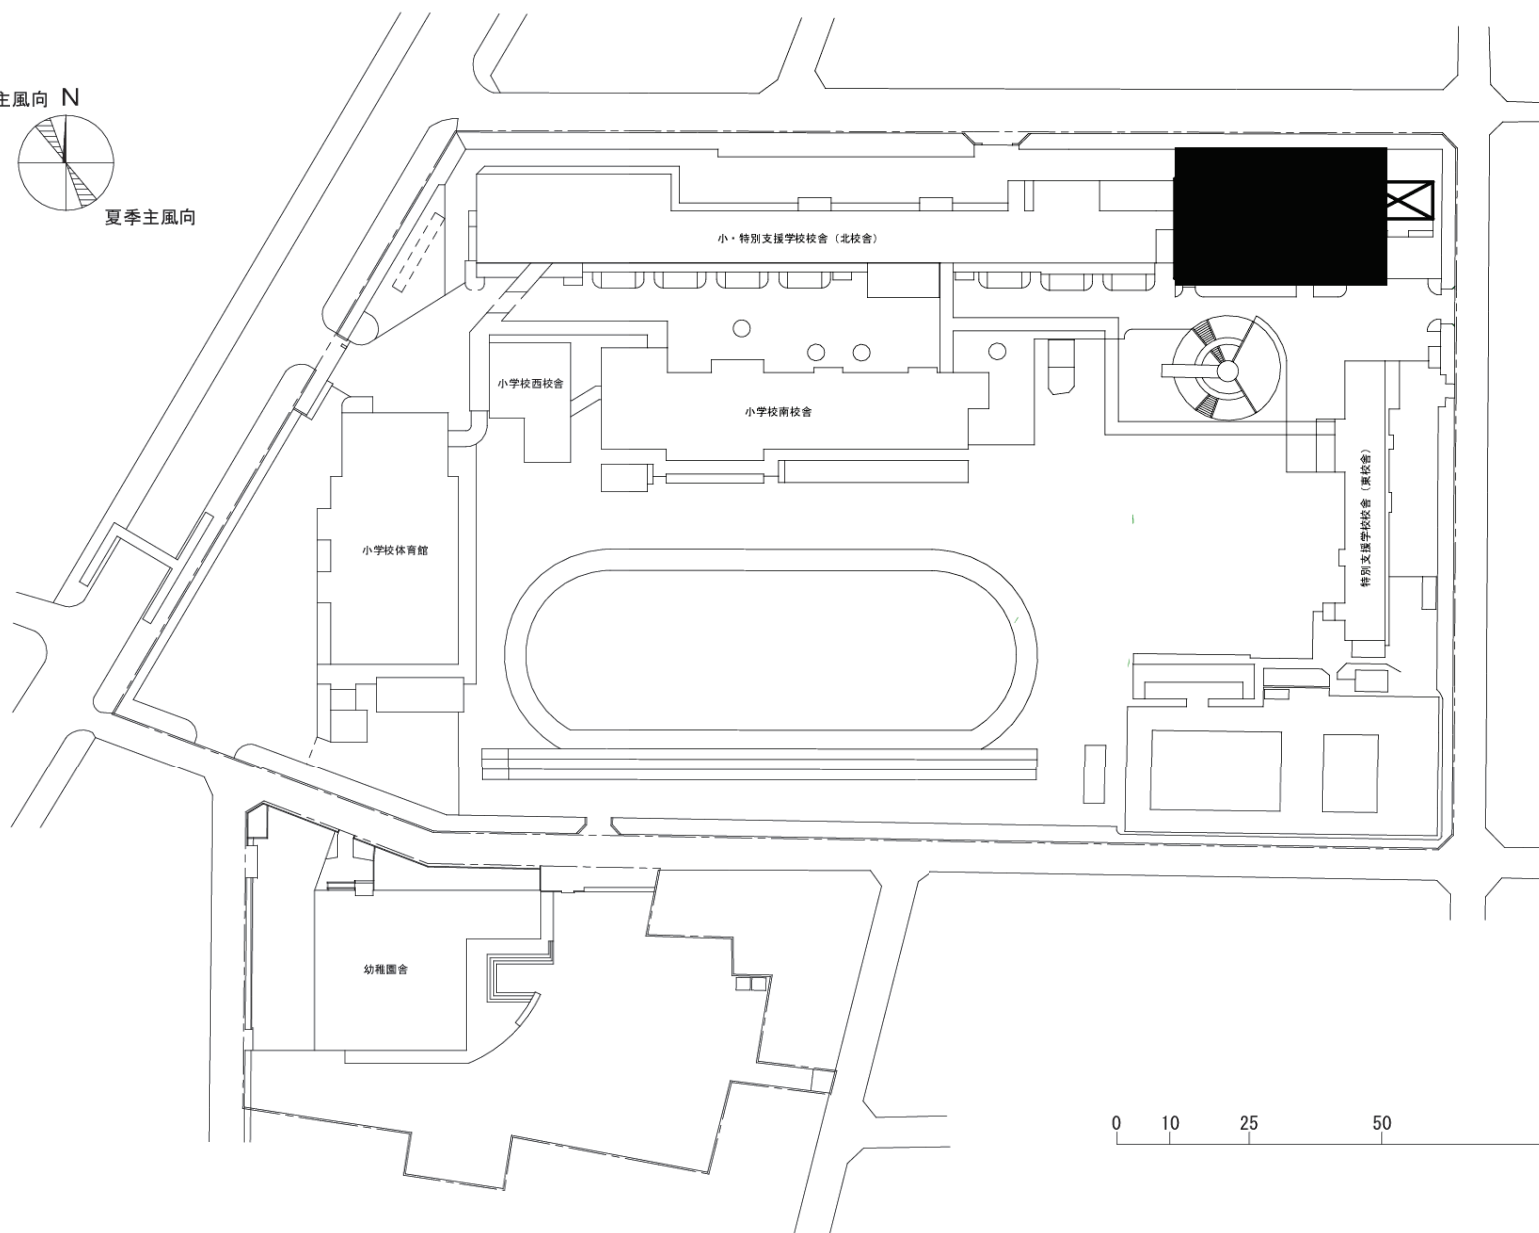 主風向 N
夏季主風向
小・特別支援学校校舎（北校舎）
小学校西校舎
小学校南校舎
小学校体育館
特別支援学校校舎（東校舎）
幼稚園舎
0 10 25 50